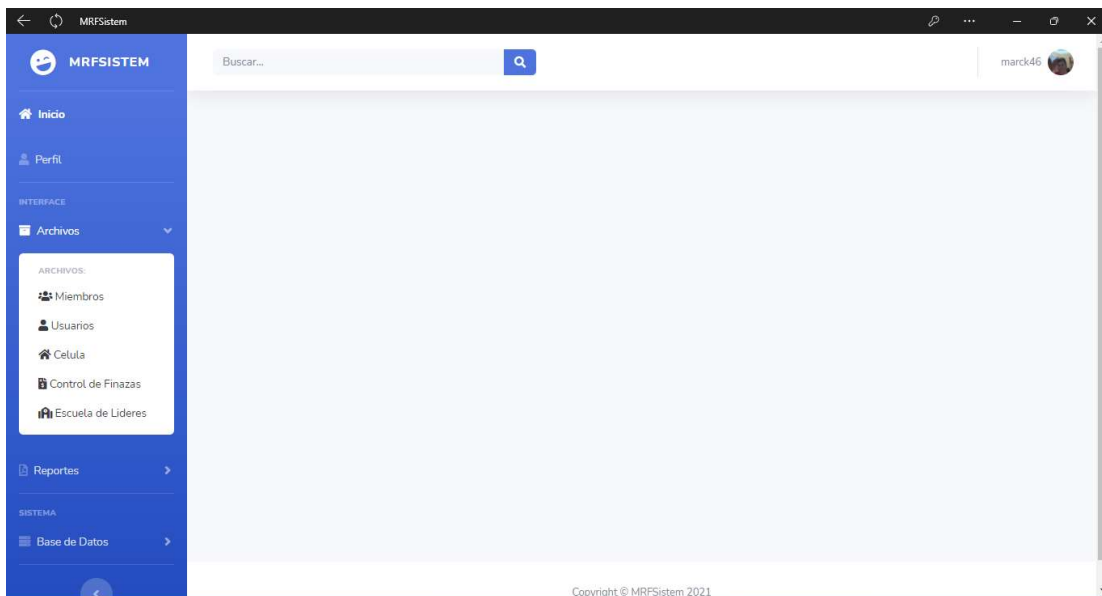 MRFSistem
MRFSISTEM
Buscar...
marck46
Inicio
Perfil
INTERFACE
Archivos
ARCHIVOS:
Miembros
Usuarios
Celula
Control de Finazas
Escuela de Lideres
Reportes
SISTEMA
Base de Datos
Copyright © MRFSistem 2021